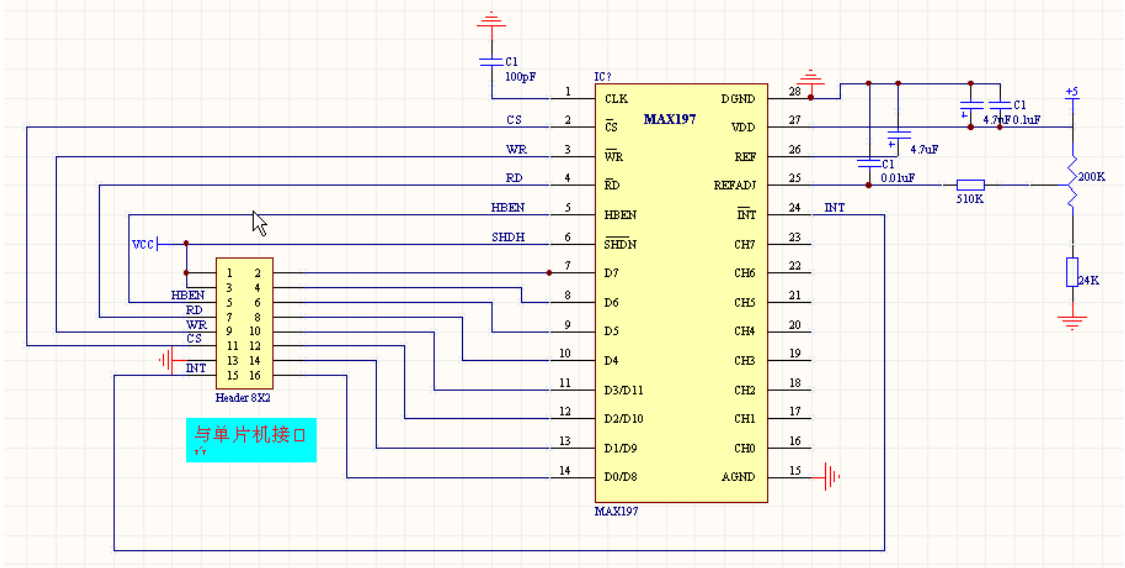 C1
100pF
IC?
MAX197
1 CLK
2 CS
3 WR
4 RD
5 HBEN
6 SHDN
7 D7
8 D6
9 D5
10 D4
11 D3/D11
12 D2/D10
13 D1/D9
14 D0/D8
DGND 28
VDD 27
REF 26
REFADJ 25
INT 24
CH7 23
CH6 22
CH5 21
CH4 20
CH3 19
CH2 18
CH1 17
CH0 16
AGND 15
MAX197
CS
WR
RD
HBEN
SHDH
VCC
1 2
3 4
5 6
7 8
9 10
11 12
13 14
15 16
HBEN
RD
WR
CS
INT
Header 8X2
与单片机接口
INT
C1
4.7uF
0.1uF
4.7uF
C1
0.01uF
510K
+5
200K
24K